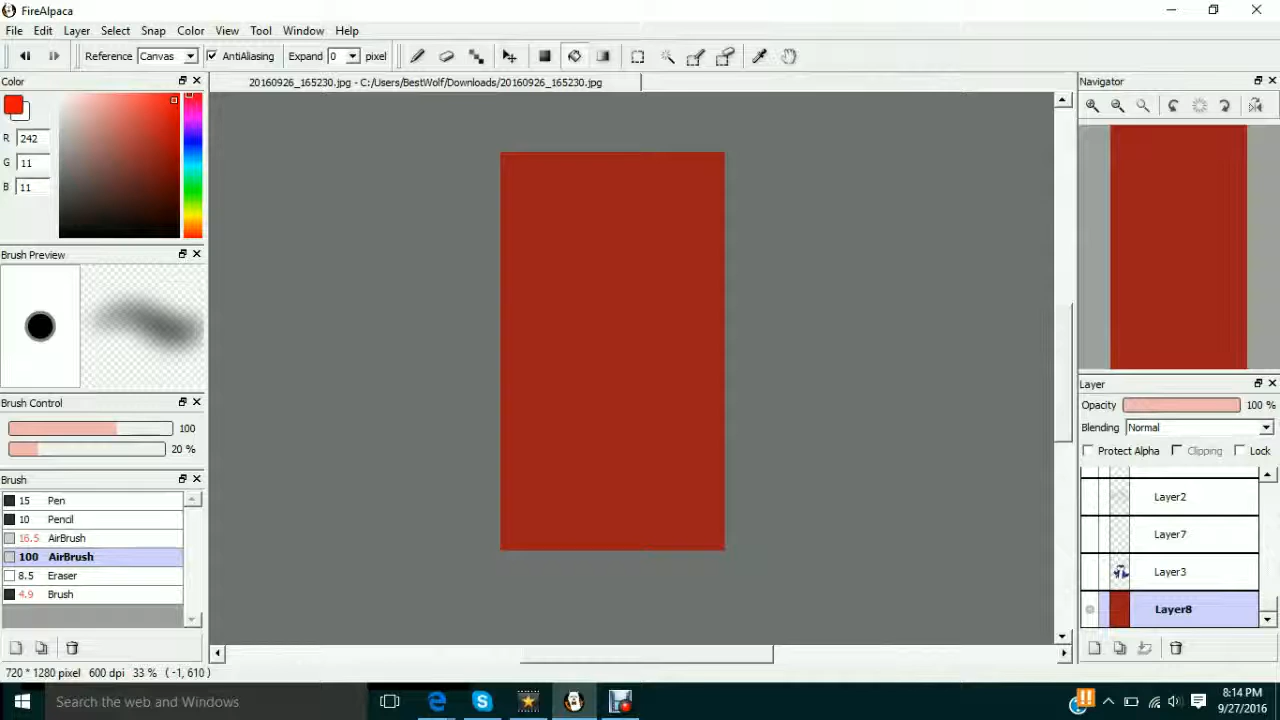 FireAlpaca
File Edit Layer Select Snap Color View Tool Window Help
Reference Canvas AntiAliasing Expand 0 pixel
Color
20160926_165230.jpg - C:/Users/BestWolf/Downloads/20160926_165230.jpg
Navigator
R 242
G 11
B 11
Brush Preview
Brush Control
100
20 %
Brush
15 Pen
10 Pencil
16.5 AirBrush
100 AirBrush
8.5 Eraser
4.9 Brush
Layer
Opacity 100 %
Blending Normal
Protect Alpha Clipping Lock
Layer2
Layer7
Layer3
Layer8
720 * 1280 pixel 600 dpi 33 % ( -1, 610 )
Search the web and Windows
8:14 PM
9/27/2016